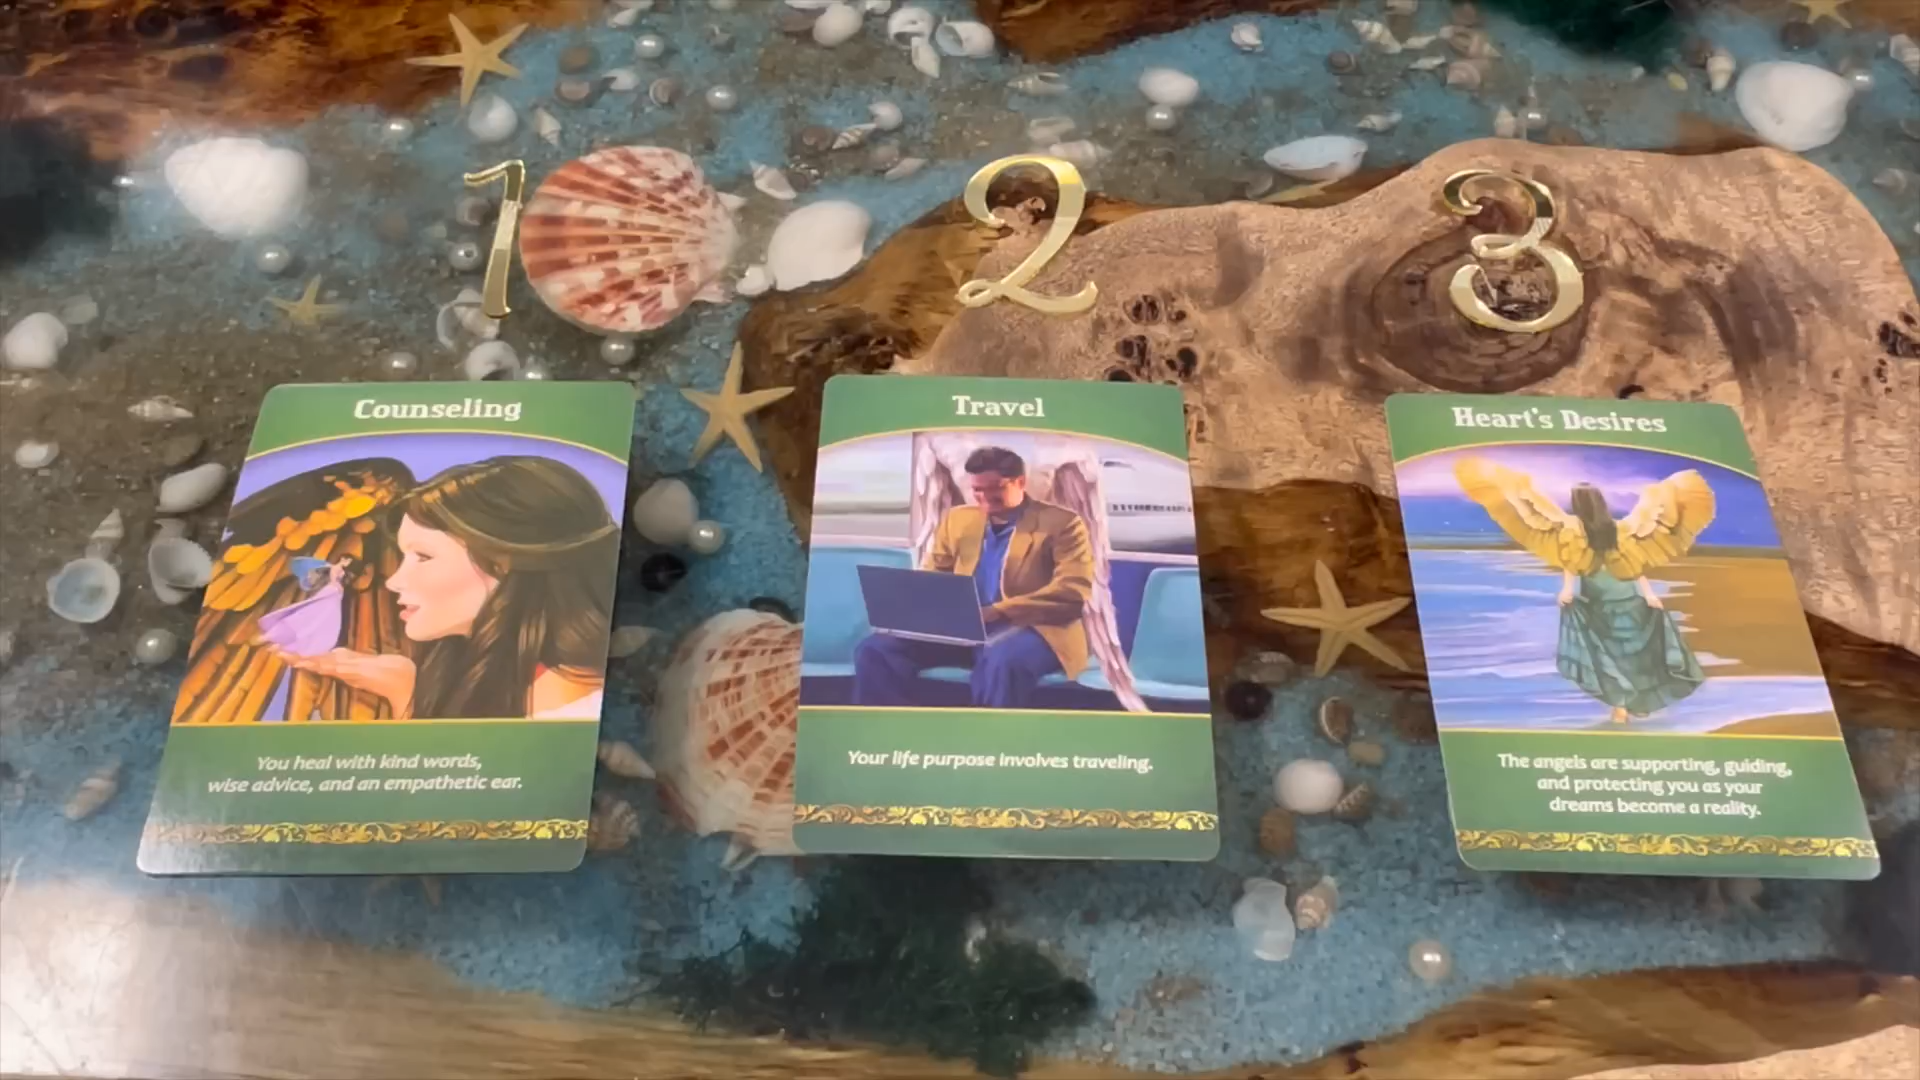 1
2
3
Counseling
You heal with kind words,
wise advice, and an empathetic ear.
Travel
Your life purpose involves traveling.
Heart's Desires
The angels are supporting, guiding,
and protecting you as your
dreams become a reality.